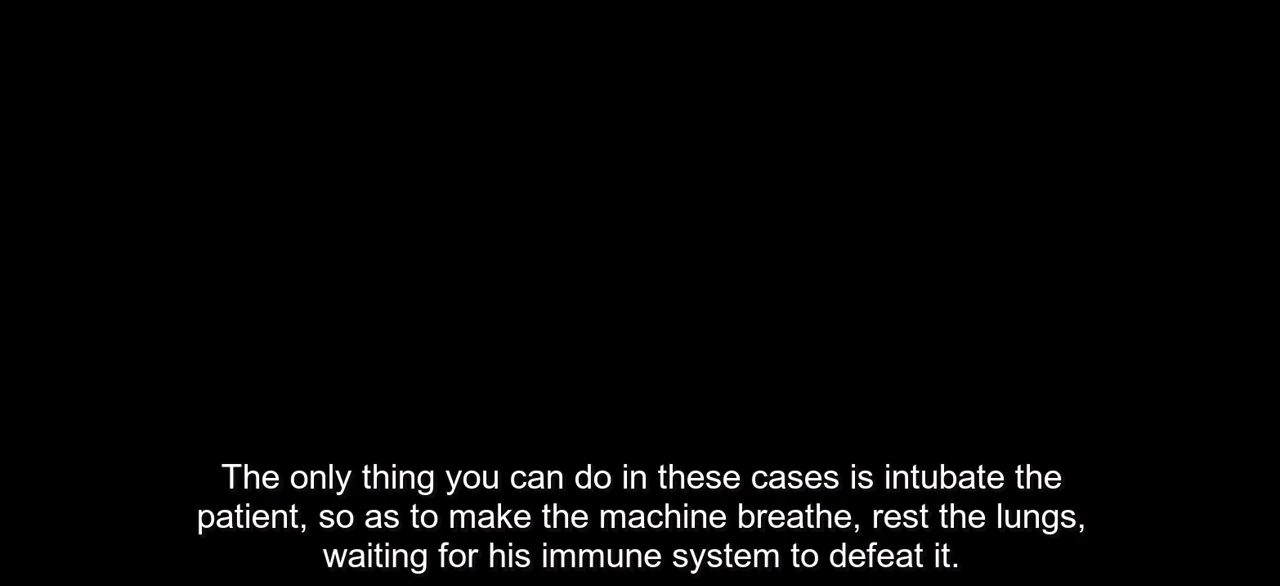 The only thing you can do in these cases is intubate the
patient, so as to make the machine breathe, rest the lungs,
waiting for his immune system to defeat it.